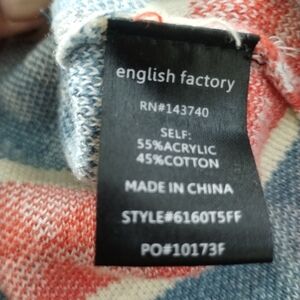 english factory
RN#143740
SELF:
55%ACRYLIC
45%COTTON
MADE IN CHINA
STYLE#6160T5FF
PO#10173F